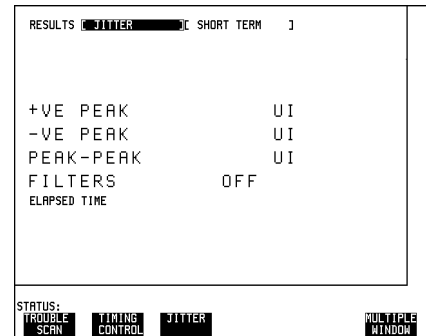 RESULTS [ JITTER ][ SHORT TERM ]
+VE PEAK UI
-VE PEAK UI
PEAK-PEAK UI
FILTERS OFF
ELAPSED TIME
STATUS:
TROUBLE SCAN TIMING CONTROL JITTER MULTIPLE WINDOW